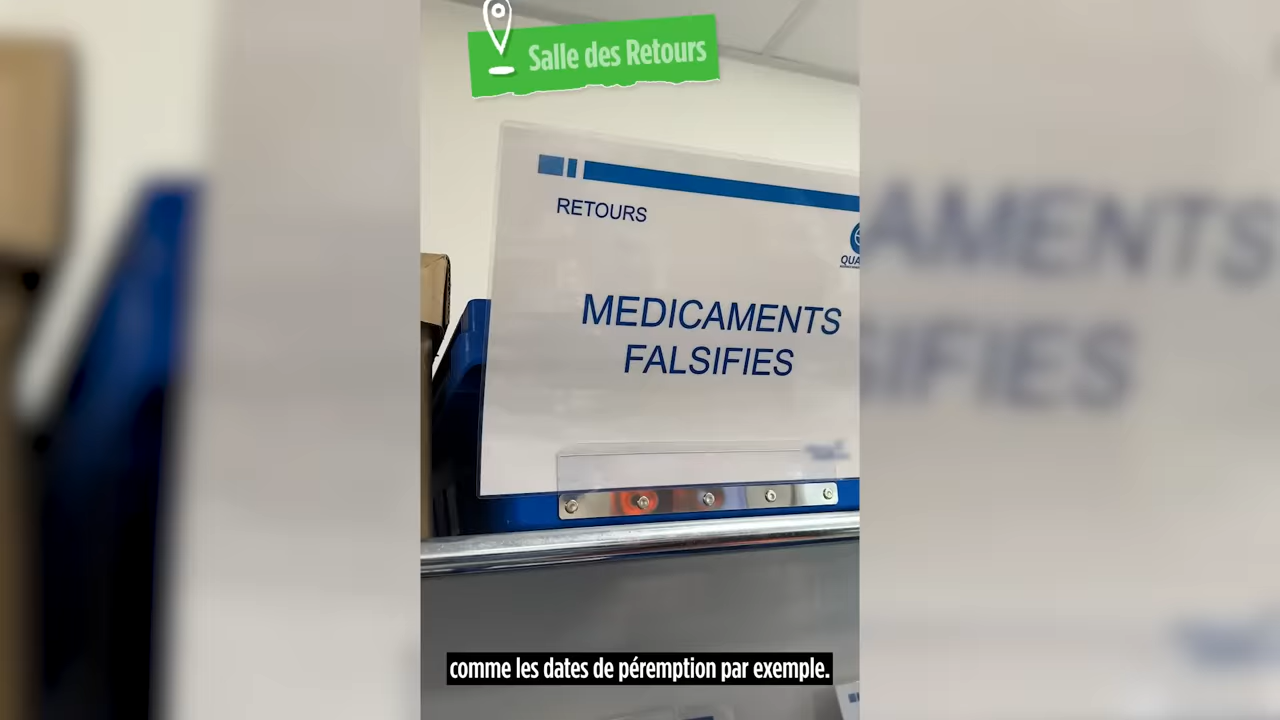 Salle des Retours
RETOURS
MEDICAMENTS
FALSIFIES
comme les dates de péremption par exemple.